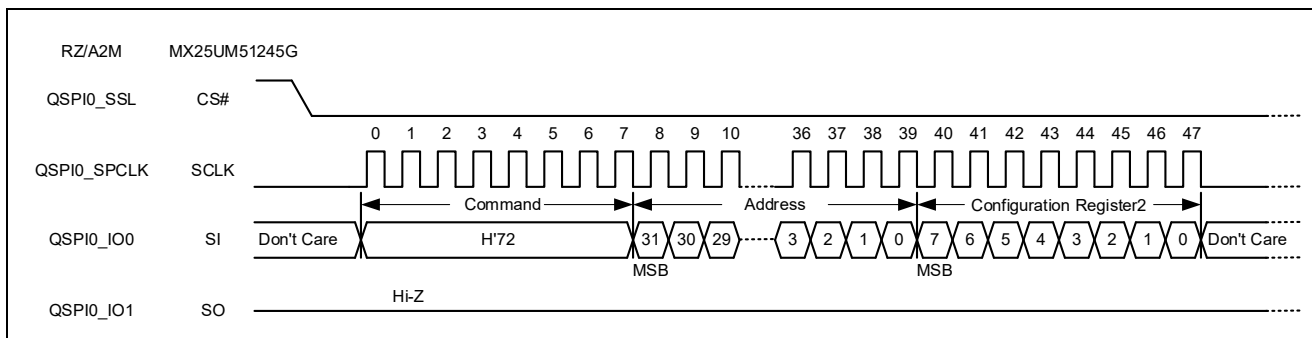 RZ/A2M MX25UM51245G
QSPI0_SSL CS#
0 1 2 3 4 5 6 7 8 9 10 36 37 38 39 40 41 42 43 44 45 46 47
QSPI0_SPCLK SCLK
Command Address Configuration Register2
QSPI0_IO0 SI Don't Care H'72 31 30 29 3 2 1 0 7 6 5 4 3 2 1 0 Don't Care
MSB MSB
Hi-Z
QSPI0_IO1 SO